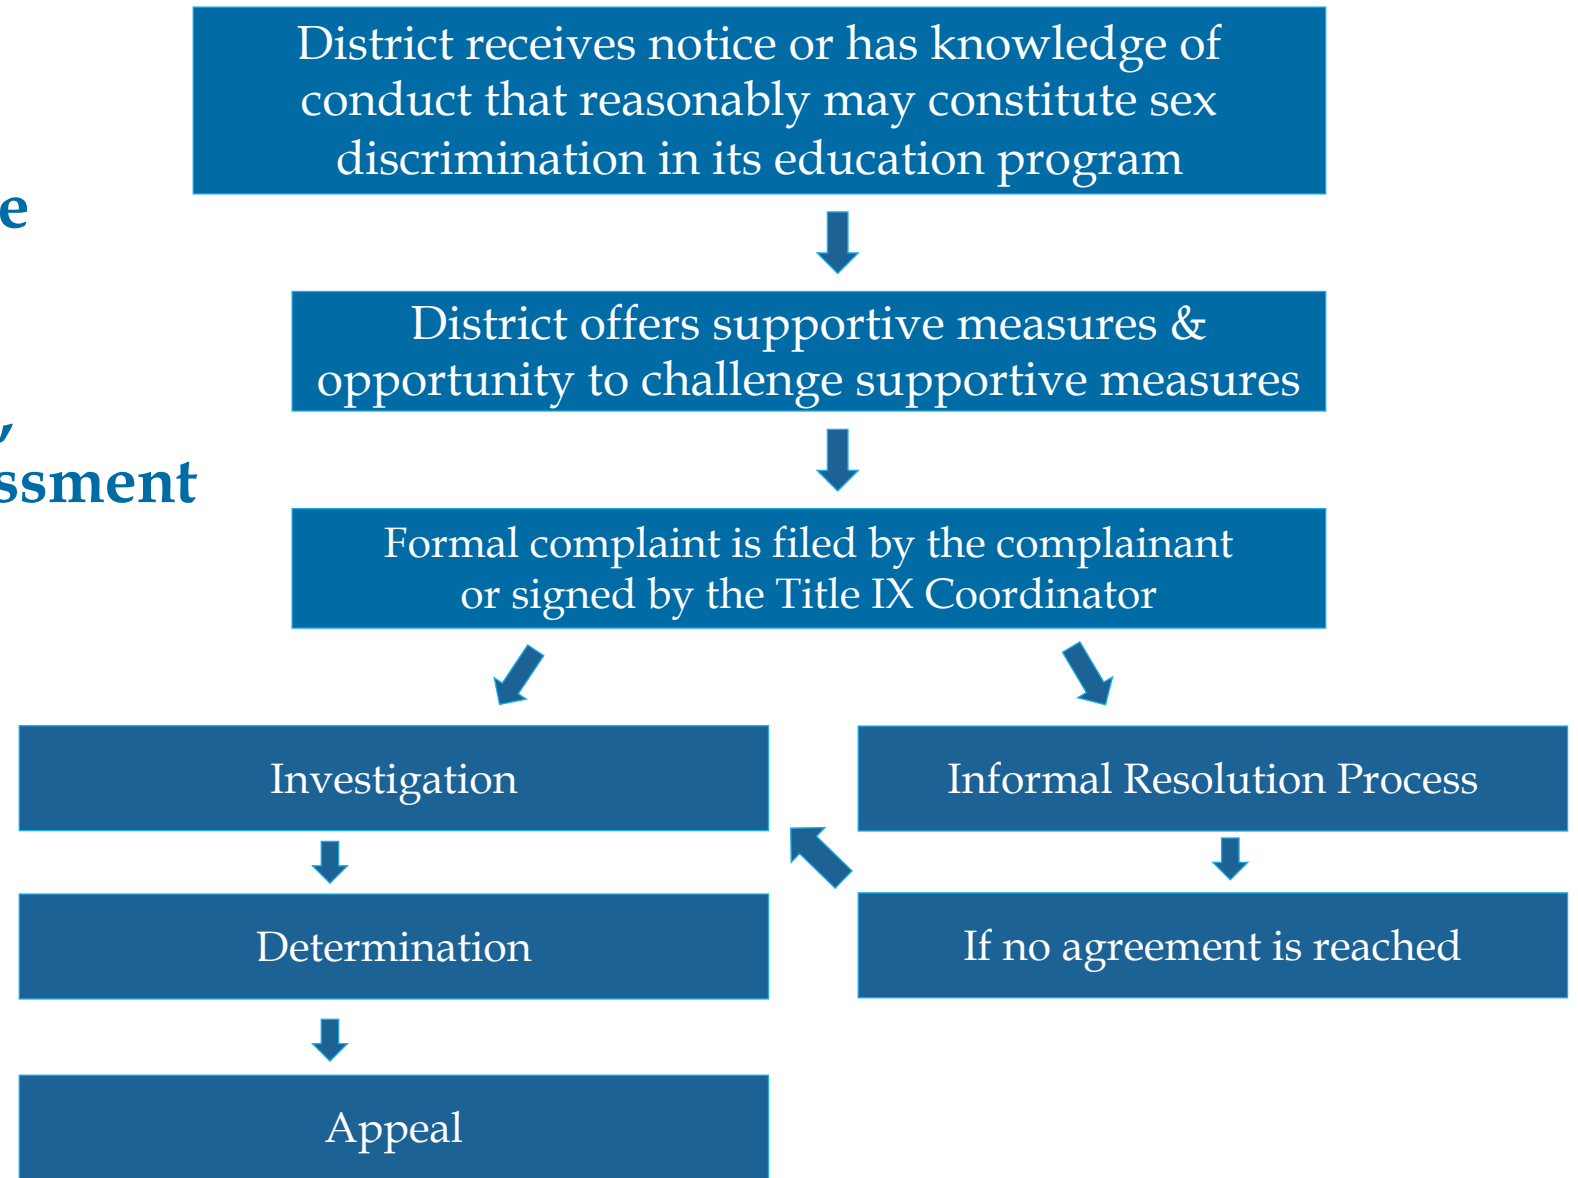 District receives notice or has knowledge of
conduct that reasonably may constitute sex
discrimination in its education program
District offers supportive measures &
opportunity to challenge supportive measures
Formal complaint is filed by the complainant
or signed by the Title IX Coordinator
Investigation
Informal Resolution Process
Determination
If no agreement is reached
Appeal